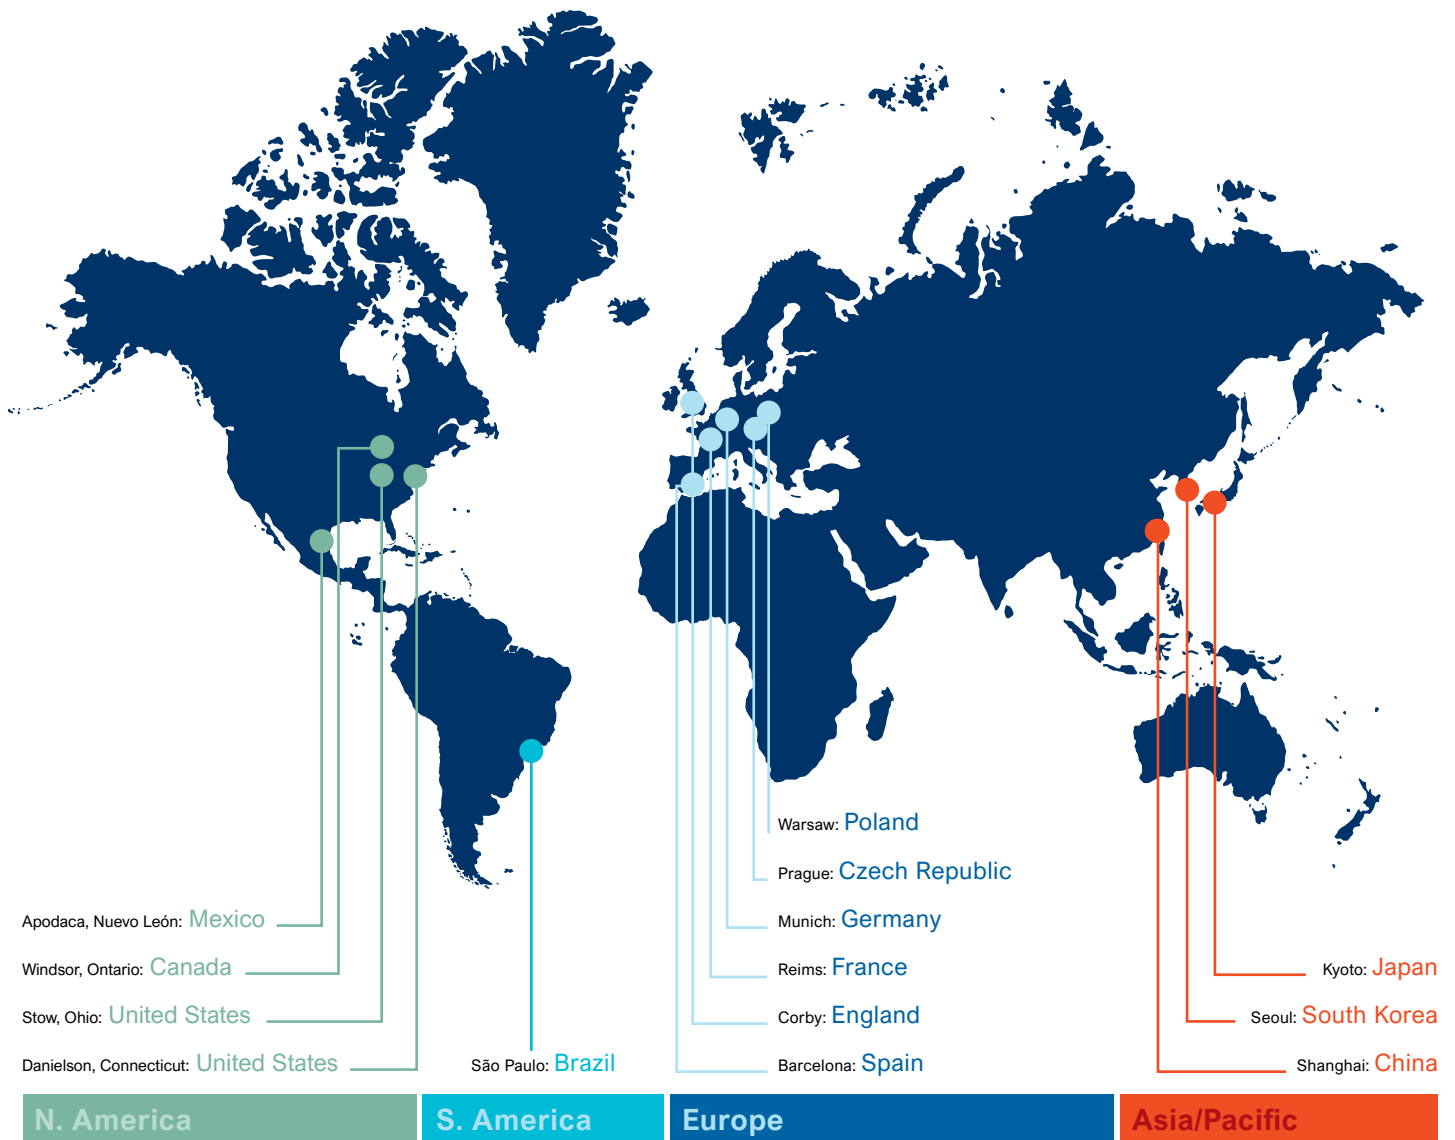 Warsaw: Poland
Prague: Czech Republic
Apodaca, Nuevo León: Mexico
Munich: Germany
Windsor, Ontario: Canada
Reims: France
Kyoto: Japan
Stow, Ohio: United States
Corby: England
Seoul: South Korea
Danielson, Connecticut: United States
São Paulo: Brazil
Barcelona: Spain
Shanghai: China
N. America
S. America
Europe
Asia/Pacific